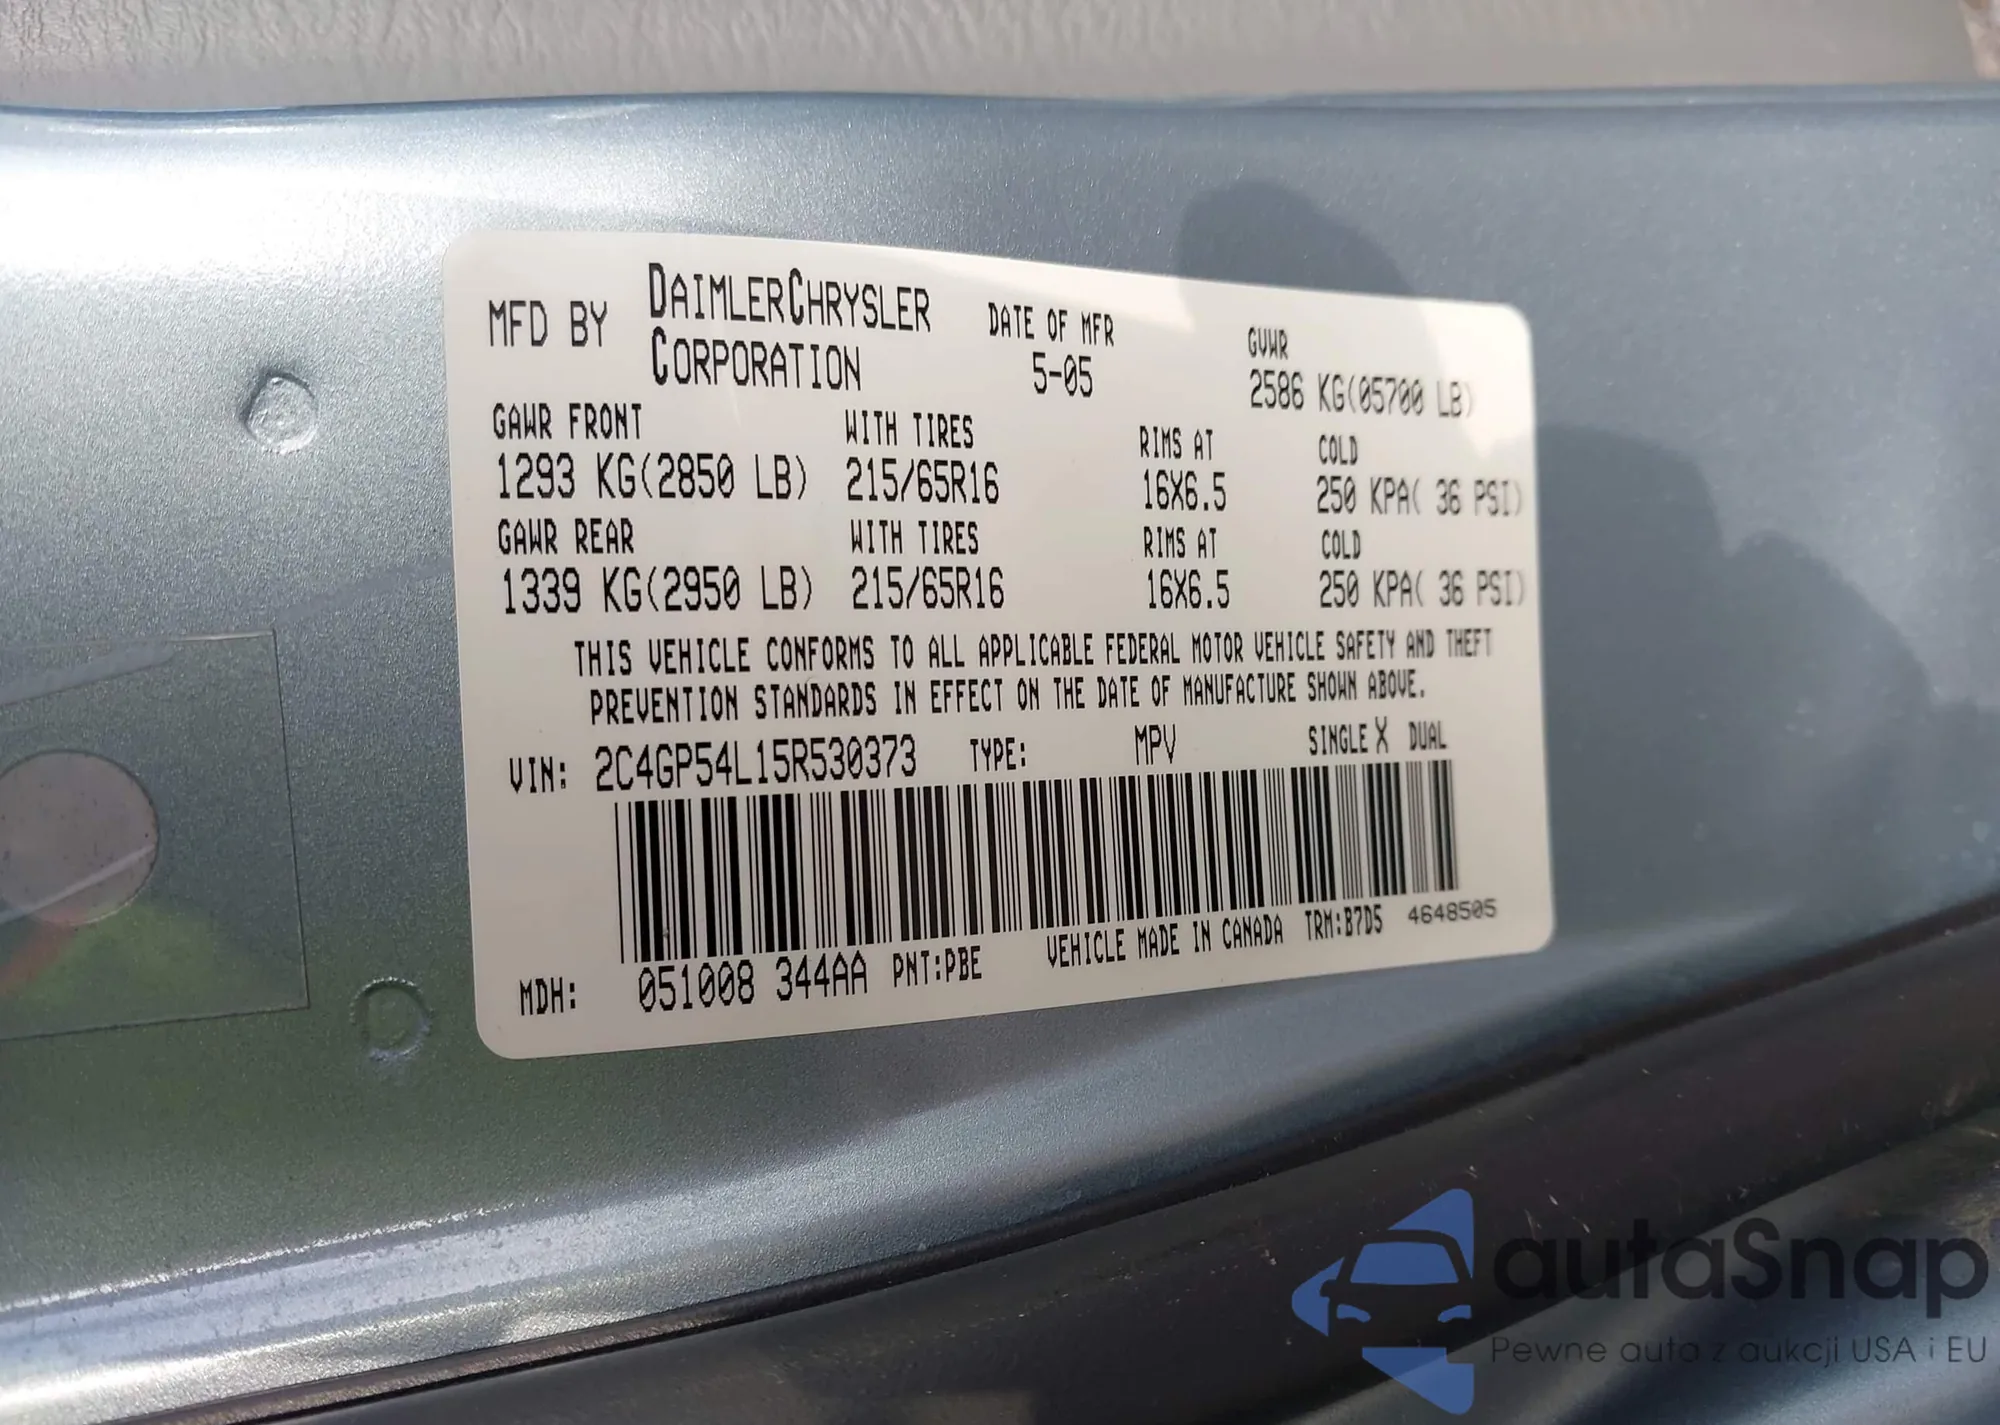 MFD BY DAIMLERCHRYSLER CORPORATION DATE OF MFR 5-05 GVWR
2586 KG(05700 LB)
GAWR FRONT WITH TIRES RIMS AT COLD
1293 KG(2850 LB) 215/65R16 16X6.5 250 KPA( 36 PSI)
GAWR REAR WITH TIRES RIMS AT COLD
1339 KG(2950 LB) 215/65R16 16X6.5 250 KPA( 36 PSI)
THIS VEHICLE CONFORMS TO ALL APPLICABLE FEDERAL MOTOR VEHICLE SAFETY AND THEFT
PREVENTION STANDARDS IN EFFECT ON THE DATE OF MANUFACTURE SHOWN ABOVE.
VIN: 2C4GP54L15R530373 TYPE: MPV SINGLE X DUAL
MDH: 051008 344AA PNT:PBE VEHICLE MADE IN CANADA TRM:B7D5 4648505
autaSnap
Pewne auta z aukcji USA i EU